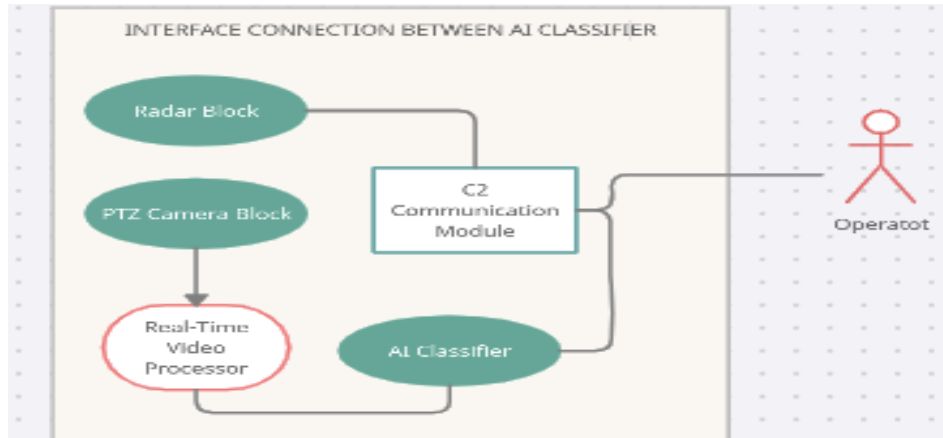 INTERFACE CONNECTION BETWEEN AI CLASSIFIER
Radar Block
PTZ Camera Block
C2
Communication
Module
Operatot
Real-Time
Video
Processor
AI Classifier